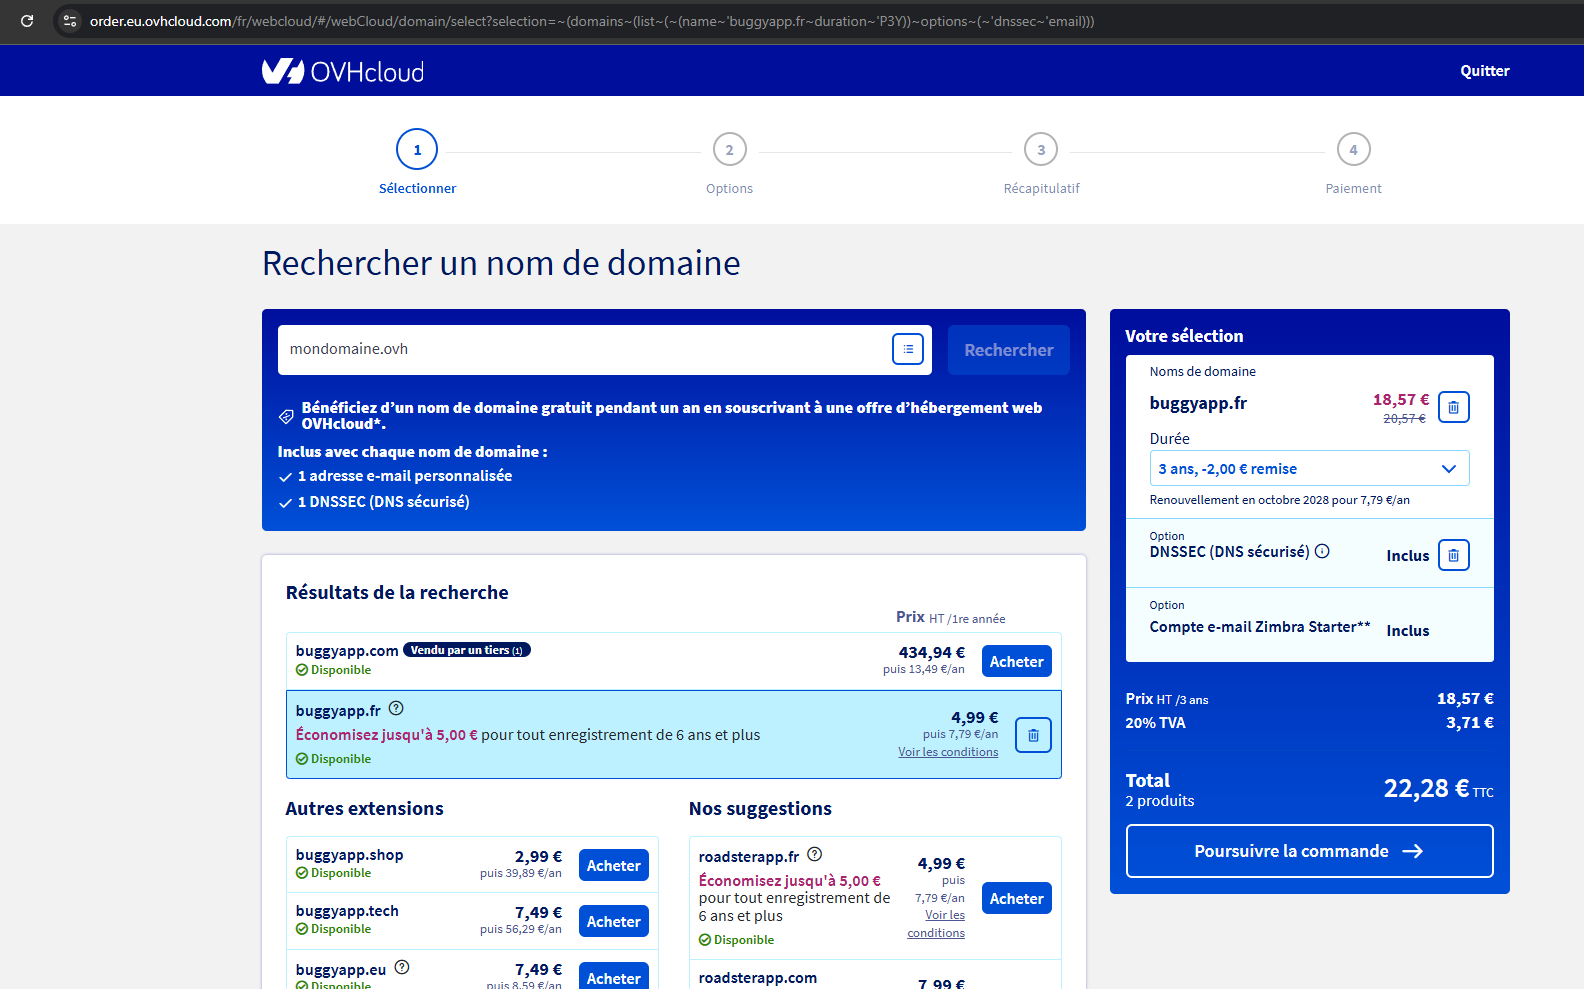 order.eu.ovhcloud.com/fr/webcloud/#/webCloud/domain/select?selection=~(domains~(list~(~(name~'buggyapp.fr~duration~'P3Y))~options~(~'dnssec~'email)))
OVHcloud
Quitter
1
2
3
4
Sélectionner
Options
Récapitulatif
Paiement
Rechercher un nom de domaine
mondomaine.ovh
Rechercher
Bénéficiez d’un nom de domaine gratuit pendant un an en souscrivant à une offre d’hébergement web
OVHcloud*.
Inclus avec chaque nom de domaine :
1 adresse e-mail personnalisée
1 DNSSEC (DNS sécurisé)
Résultats de la recherche
Prix HT /1re année
buggyapp.com Vendu par un tiers (1)
Disponible
434,94 €
puis 13,49 €/an
Acheter
buggyapp.fr
Économisez jusqu'à 5,00 € pour tout enregistrement de 6 ans et plus
Disponible
4,99 €
puis 7,79 €/an
Voir les conditions
Autres extensions
buggyapp.shop
Disponible
2,99 €
puis 39,89 €/an
Acheter
buggyapp.tech
Disponible
7,49 €
puis 56,29 €/an
Acheter
buggyapp.eu
Disponible
7,49 €
puis 8,59 €/an
Acheter
Nos suggestions
roadsterapp.fr
Économisez jusqu'à 5,00 €
pour tout enregistrement de
6 ans et plus
Disponible
4,99 €
puis
7,79 €/an
Voir les
conditions
Acheter
roadsterapp.com
7,99 €
Votre sélection
Noms de domaine
buggyapp.fr
18,57 €
20,57 €
Durée
3 ans, -2,00 € remise
Renouvellement en octobre 2028 pour 7,79 €/an
Option
DNSSEC (DNS sécurisé)
Inclus
Option
Compte e-mail Zimbra Starter**
Inclus
Prix HT /3 ans
18,57 €
20% TVA
3,71 €
Total
2 produits
22,28 € TTC
Poursuivre la commande